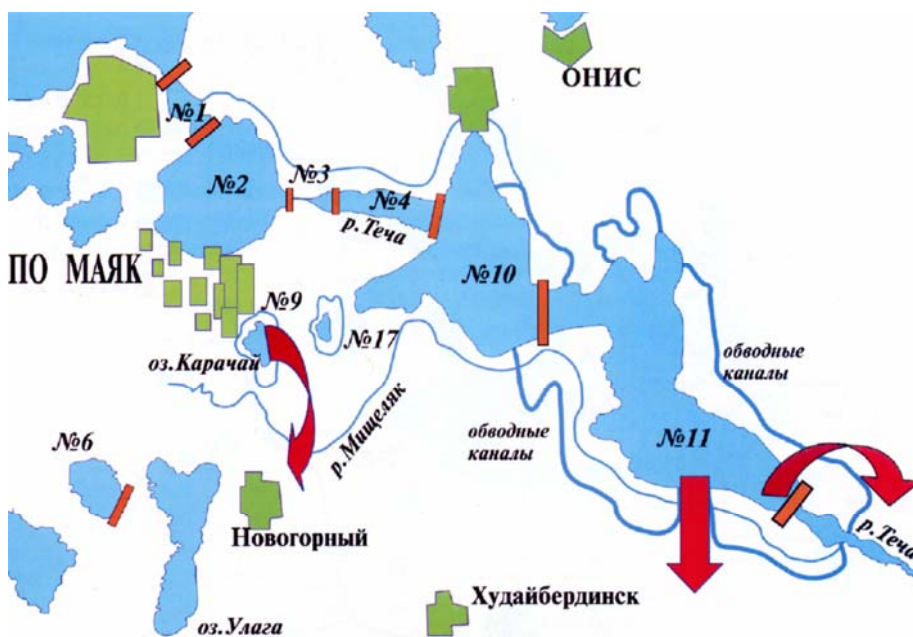 ОНИС
№1
№2
№3
№4
р. Теча
ПО МАЯК
№9
№10
№17
оз.Карачай
обводные
каналы
р.Мищеляк
№6
обводные
каналы
№11
р. Теча
Новогорный
Худайбердинск
оз.Улага